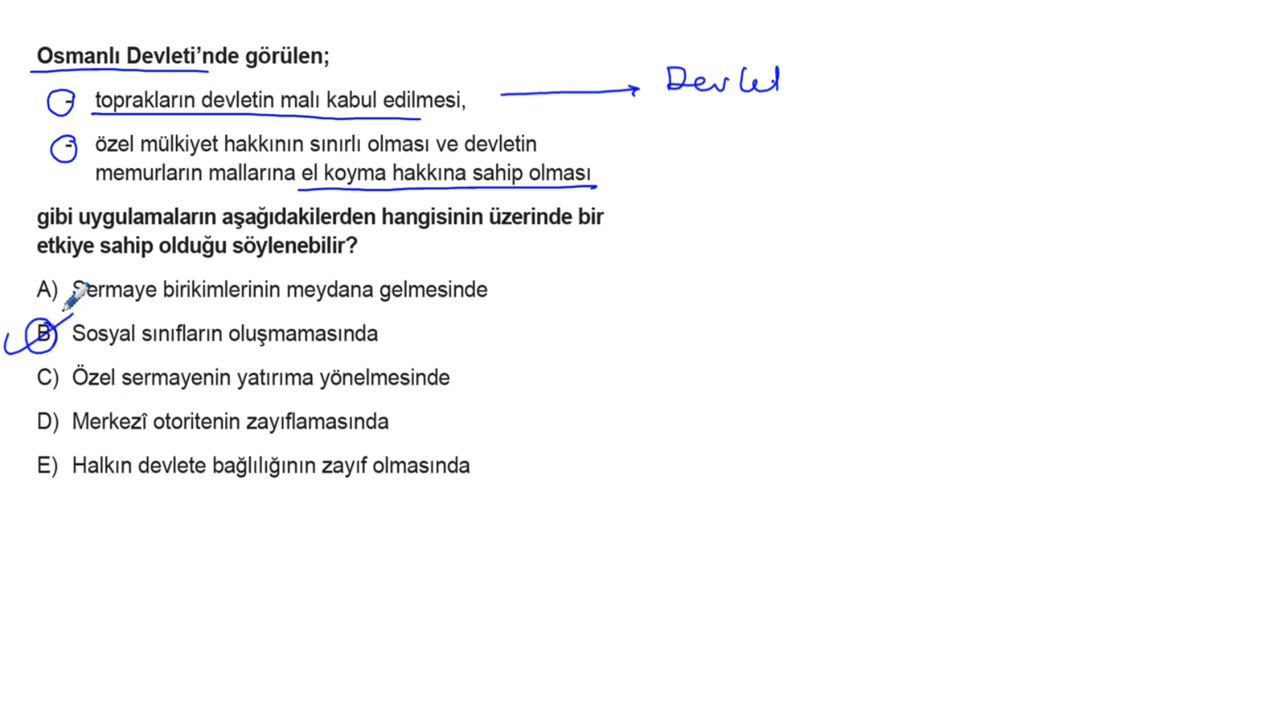 Osmanlı Devleti’nde görülen;
- toprakların devletin malı kabul edilmesi, Devlet
- özel mülkiyet hakkının sınırlı olması ve devletin
memurların mallarına el koyma hakkına sahip olması
gibi uygulamaların aşağıdakilerden hangisinin üzerinde bir
etkiye sahip olduğu söylenebilir?
A) Sermaye birikimlerinin meydana gelmesinde
B) Sosyal sınıfların oluşmamasında
C) Özel sermayenin yatırıma yönelmesinde
D) Merkezî otoritenin zayıflamasında
E) Halkın devlete bağlılığının zayıf olmasında